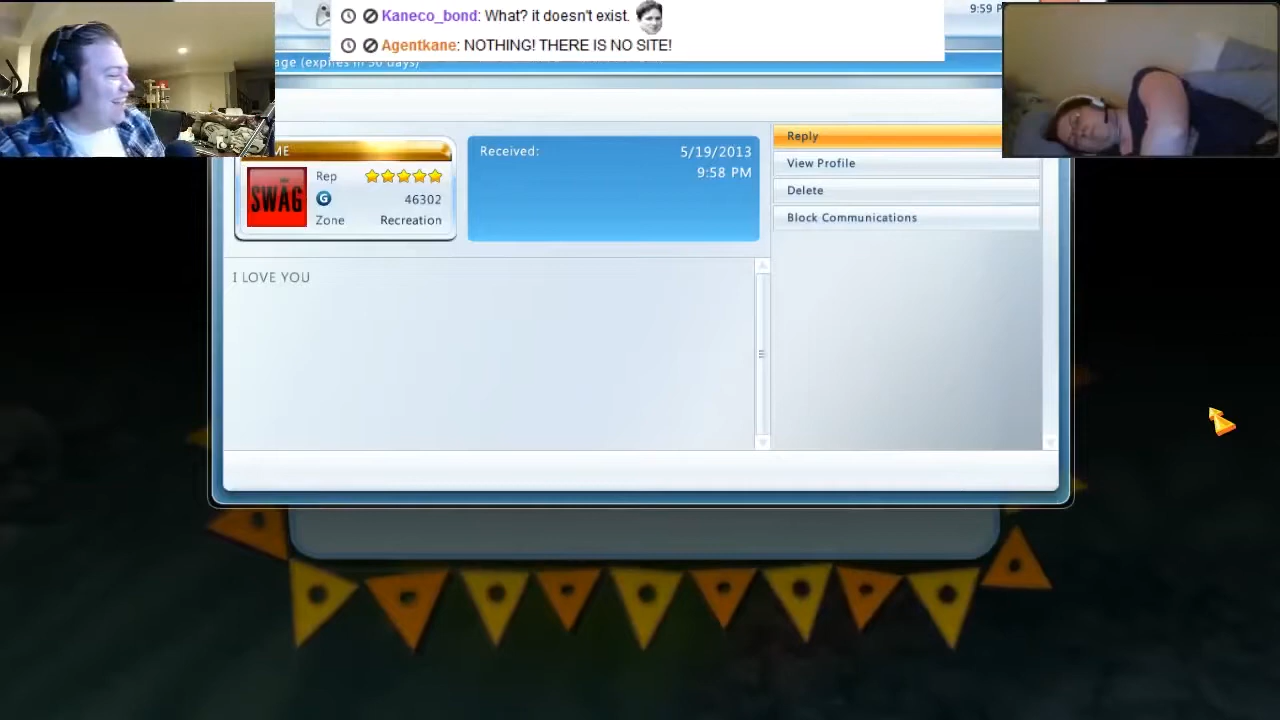 Kaneco_bond: What? it doesn't exist.
Agentkane: NOTHING! THERE IS NO SITE!
9:59 P
age (expires in 30 days)
ME
SWAG
Rep
G
46302
Zone Recreation
Received: 5/19/2013
9:58 PM
Reply
View Profile
Delete
Block Communications
I LOVE YOU